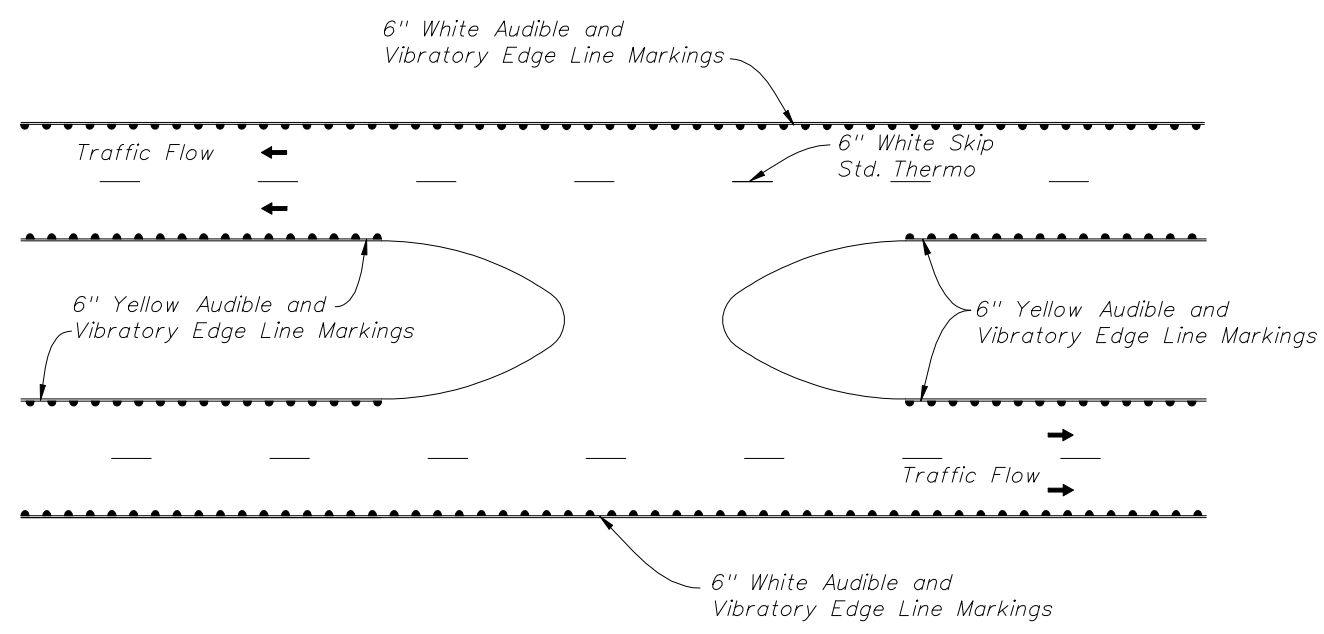 6" White Audible and
Vibratory Edge Line Markings
Traffic Flow
6" White Skip
Std. Thermo
6" Yellow Audible and
Vibratory Edge Line Markings
6" Yellow Audible and
Vibratory Edge Line Markings
Traffic Flow
6" White Audible and
Vibratory Edge Line Markings